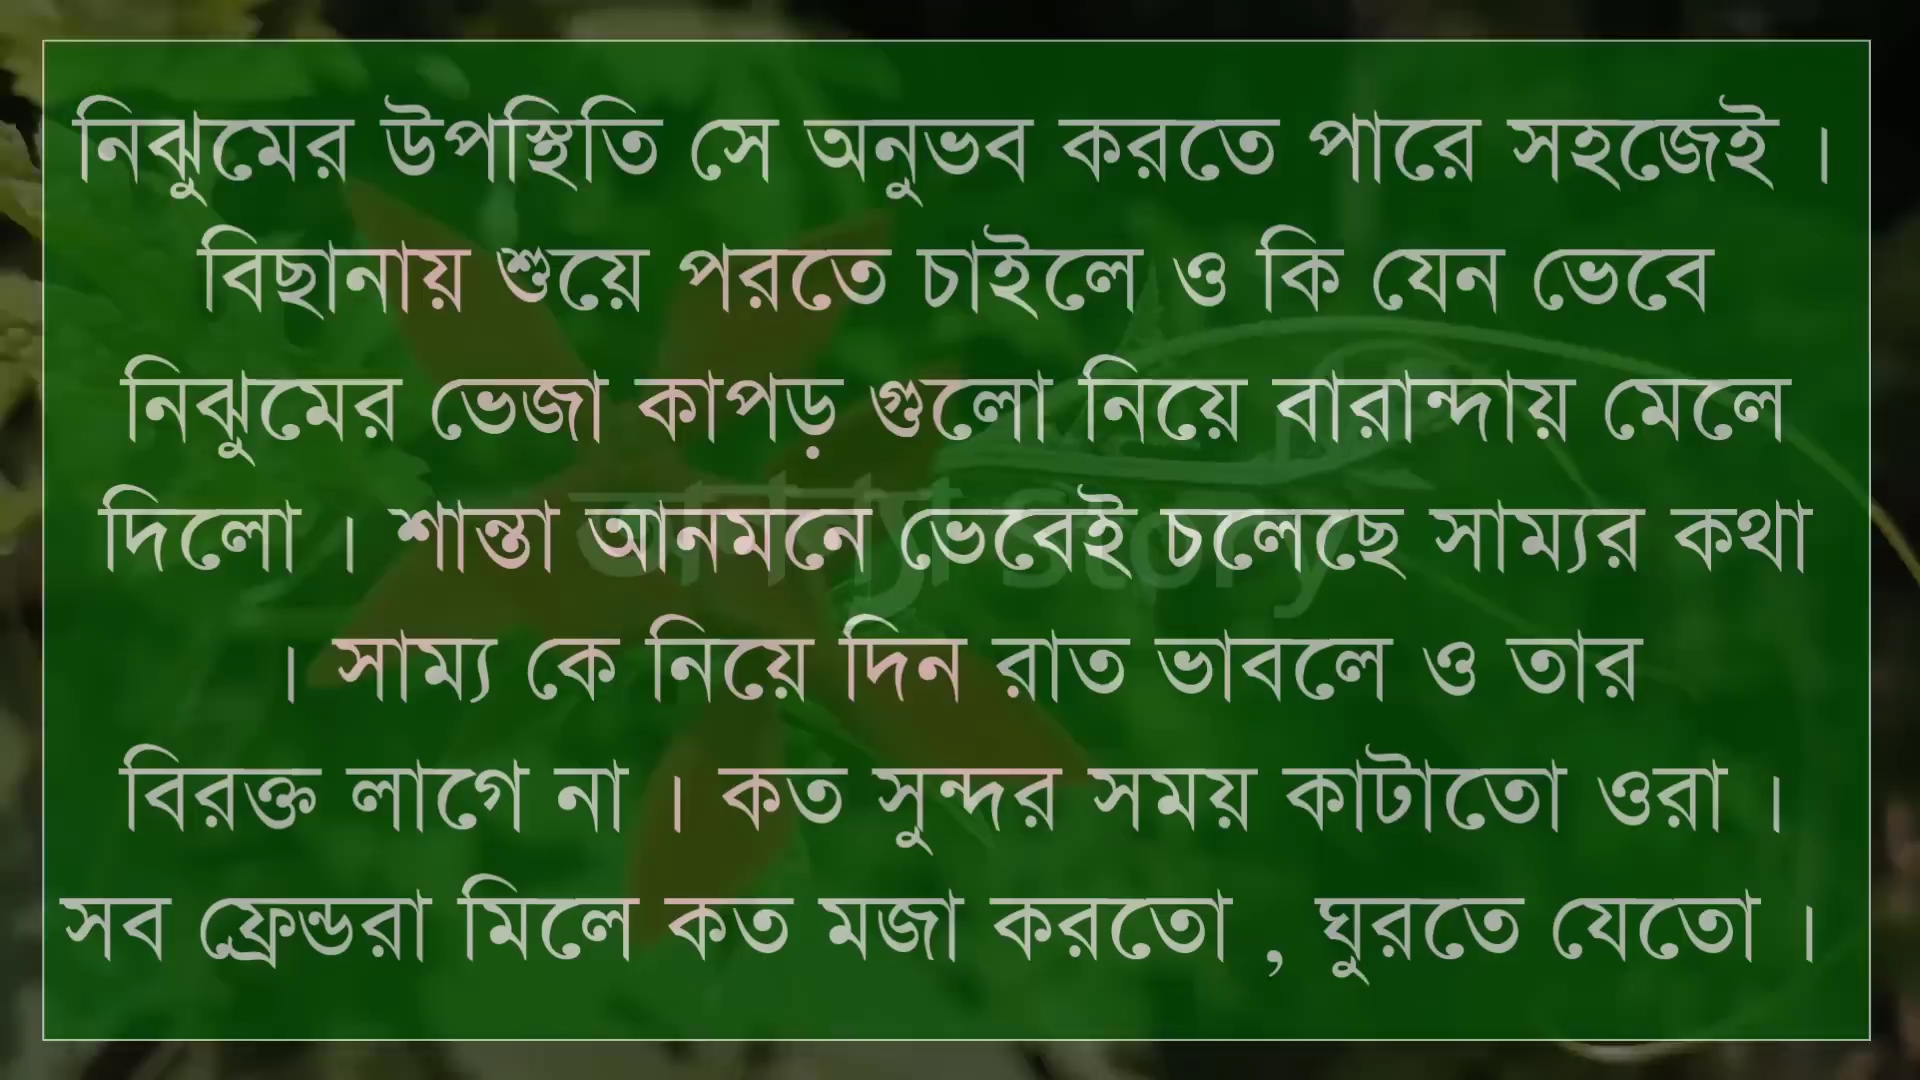 নিঝুমের উপস্থিতি সে অনুভব করতে পারে সহজেই ।
বিছানায় শুয়ে পরতে চাইলে ও কি যেন ভেবে
নিঝুমের ভেজা কাপড় গুলো নিয়ে বারান্দায় মেলে
দিলো । শান্তা আনমনে ভেবেই চলেছে সাম্যর কথা
। সাম্য কে নিয়ে দিন রাত ভাবলে ও তার
বিরক্ত লাগে না । কত সুন্দর সময় কাটাতো ওরা ।
সব ফ্রেন্ডরা মিলে কত মজা করতো , ঘুরতে যেতো ।